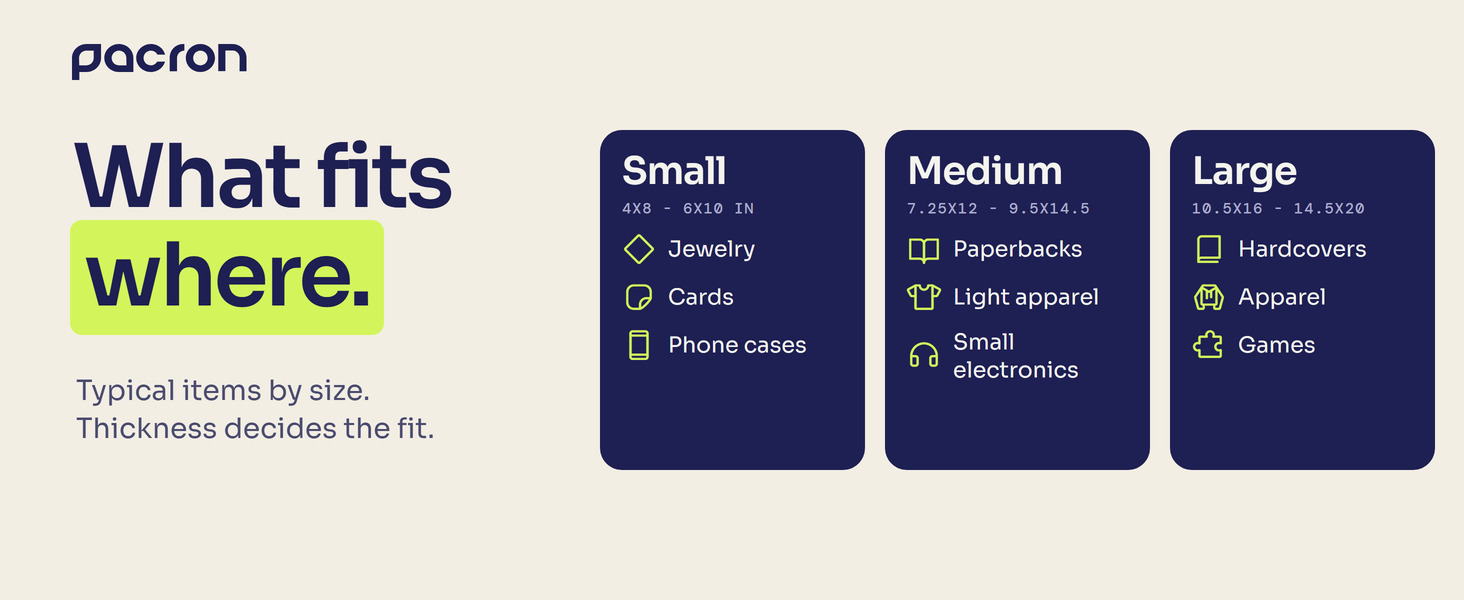 pacron
What fits
where.
Typical items by size.
Thickness decides the fit.
Small
4X8 - 6X10 IN
Jewelry
Cards
Phone cases
Medium
7.25X12 - 9.5X14.5
Paperbacks
Light apparel
Small
electronics
Large
10.5X16 - 14.5X20
Hardcovers
Apparel
Games